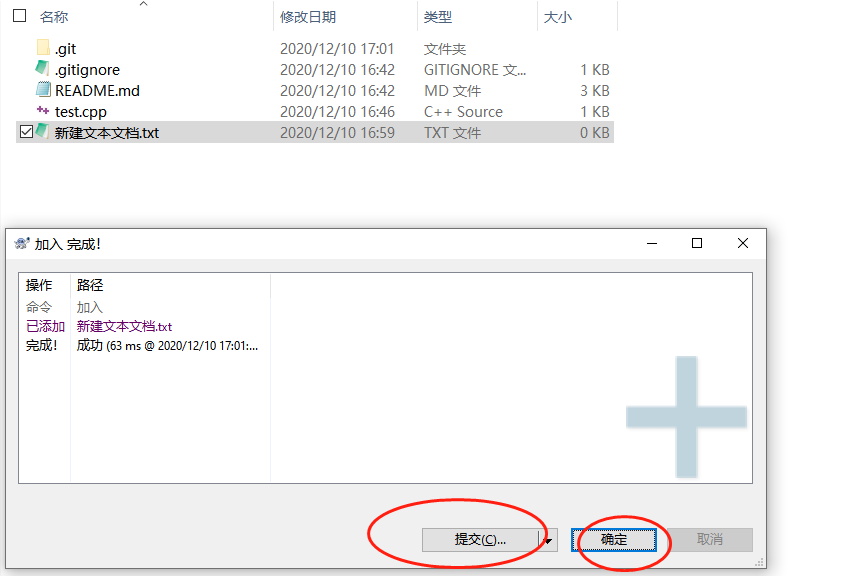 名称 修改日期 类型 大小
.git 2020/12/10 17:01 文件夹
.gitignore 2020/12/10 16:42 GITIGNORE 文... 1 KB
README.md 2020/12/10 16:42 MD 文件 3 KB
test.cpp 2020/12/10 16:46 C++ Source 1 KB
新建文本文档.txt 2020/12/10 16:59 TXT 文件 0 KB
加入 完成!
操作 路径
命令 加入
已添加 新建文本文档.txt
完成! 成功 (63 ms @ 2020/12/10 17:01:...
提交(C)... 确定 取消